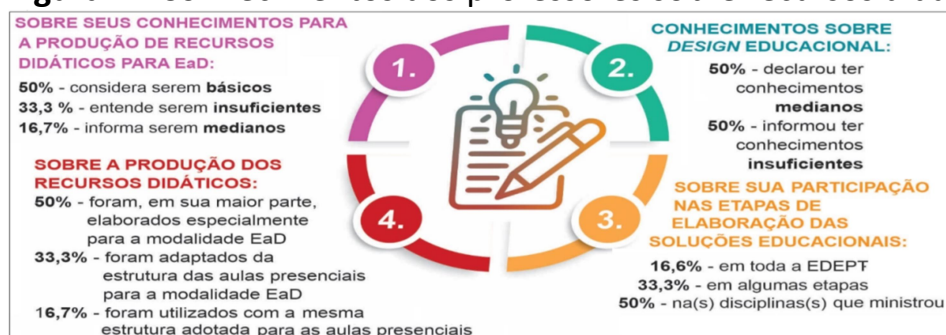 SOBRE SEUS CONHECIMENTOS PARA
A PRODUÇÃO DE RECURSOS
DIDÁTICOS PARA EaD:
50% - considera serem básicos
33,3 % - entende serem insuficientes
16,7% - informa serem medianos
1.
2.
CONHECIMENTOS SOBRE
DESIGN EDUCACIONAL:
50% - declarou ter
conhecimentos
medianos
50% - informou ter
conhecimentos
insuficientes
SOBRE SUA PARTICIPAÇÃO
NAS ETAPAS DE
ELABORAÇÃO DAS
SOLUÇÕES EDUCACIONAIS:
16,6% - em toda a EDEPT
33,3% - em algumas etapas
50% - na(s) disciplinas(s) que ministrou
3.
4.
SOBRE A PRODUÇÃO DOS
RECURSOS DIDÁTICOS:
50% - foram, em sua maior parte,
elaborados especialmente
para a modalidade EaD
33,3% - foram adaptados da
estrutura das aulas presenciais
para a modalidade EaD
16,7% - foram utilizados com a mesma
estrutura adotada para as aulas presenciais